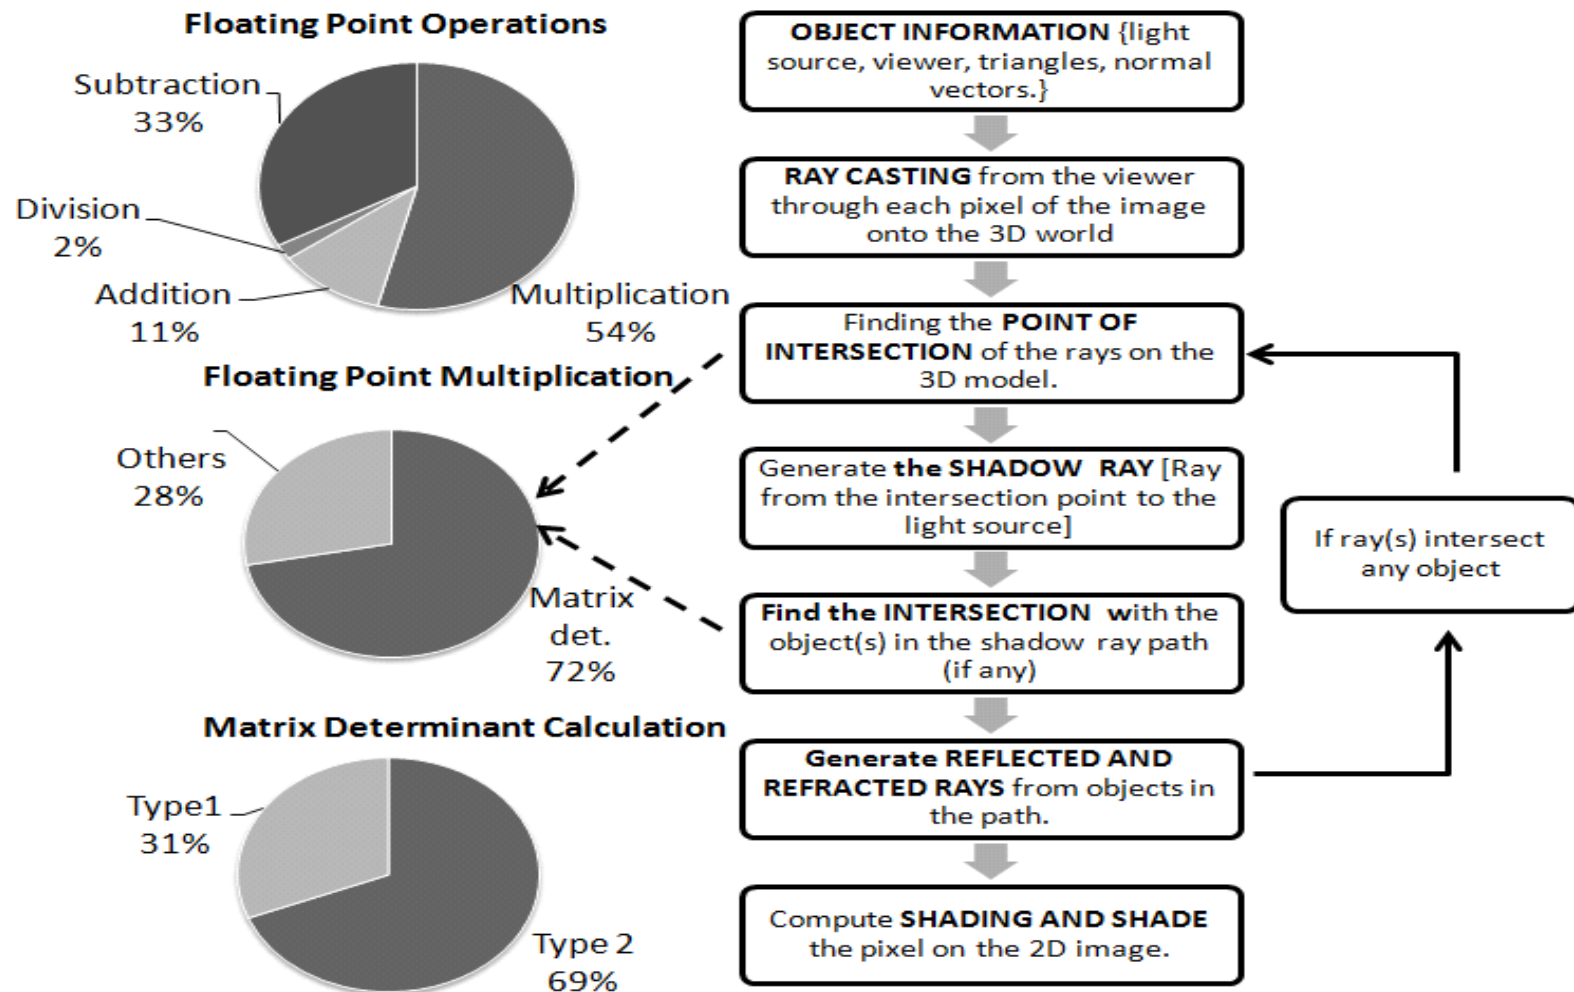 Floating Point Operations
Subtraction
33%
Division
2%
Addition
11%
Multiplication
54%
Floating Point Multiplication
Others
28%
Matrix
det.
72%
Matrix Determinant Calculation
Type1
31%
Type 2
69%
OBJECT INFORMATION {light
source, viewer, triangles, normal
vectors.}
RAY CASTING from the viewer
through each pixel of the image
onto the 3D world
Finding the POINT OF
INTERSECTION of the rays on the
3D model.
Generate the SHADOW RAY [Ray
from the intersection point to the
light source]
Find the INTERSECTION with the
object(s) in the shadow ray path
(if any)
Generate REFLECTED AND
REFRACTED RAYS from objects in
the path.
Compute SHADING AND SHADE
the pixel on the 2D image.
If ray(s) intersect
any object